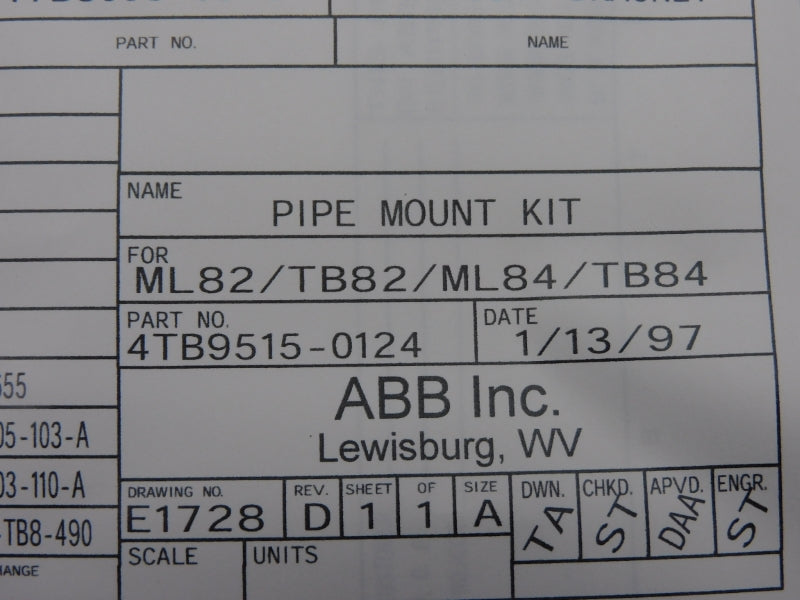 PART NO. NAME
NAME
PIPE MOUNT KIT
FOR
ML82/TB82/ML84/TB84
PART NO. DATE
4TB9515-0124 1/13/97
ABB Inc.
Lewisburg, WV
05-103-A
03-110-A
-TB8-490
DRAWING NO. REV. SHEET OF SIZE DWN. CHKD. APVD. ENGR.
E1728 D 1 1 A TA ST DAA ST
SCALE UNITS